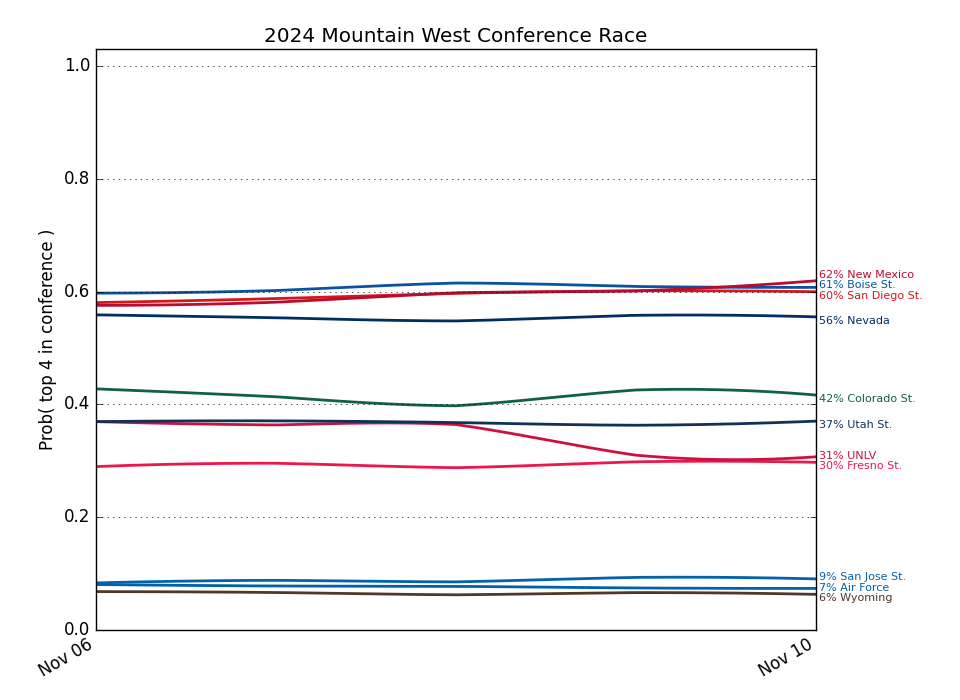 2024 Mountain West Conference Race
Prob( top 4 in conference )
1.0
0.8
0.6
0.4
0.2
0.0
62% New Mexico
61% Boise St.
60% San Diego St.
56% Nevada
42% Colorado St.
37% Utah St.
31% UNLV
30% Fresno St.
9% San Jose St.
7% Air Force
6% Wyoming
Nov 06
Nov 10